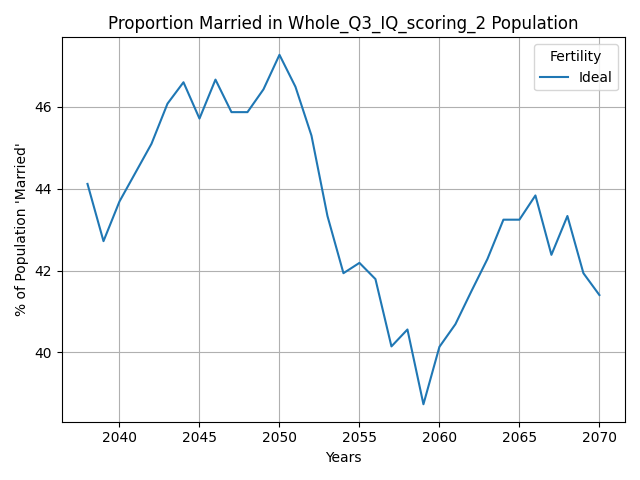 Proportion Married in Whole_Q3_IQ_scoring_2 Population
Fertility
Ideal
% of Population 'Married'
46
44
42
40
2040 2045 2050 2055 2060 2065 2070
Years